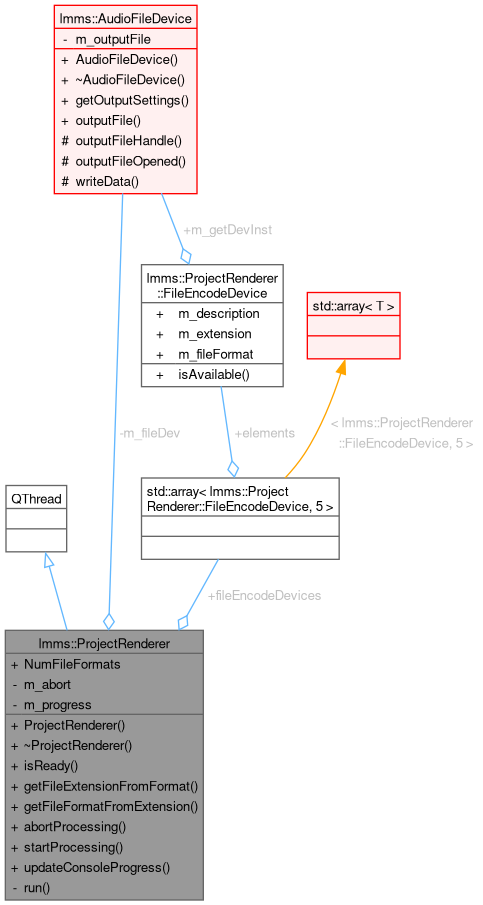 lmms::AudioFileDevice
- m_outputFile
+ AudioFileDevice()
+ ~AudioFileDevice()
+ getOutputSettings()
+ outputFile()
# outputFileHandle()
# outputFileOpened()
# writeData()
+m_getDevInst
lmms::ProjectRenderer
::FileEncodeDevice
+ m_description
+ m_extension
+ m_fileFormat
+ isAvailable()
std::array< T >
-m_fileDev
+elements
< lmms::ProjectRenderer
::FileEncodeDevice, 5 >
QThread
std::array< lmms::Project
Renderer::FileEncodeDevice, 5 >
+fileEncodeDevices
lmms::ProjectRenderer
+ NumFileFormats
- m_abort
- m_progress
+ ProjectRenderer()
+ ~ProjectRenderer()
+ isReady()
+ getFileExtensionFromFormat()
+ getFileFormatFromExtension()
+ abortProcessing()
+ startProcessing()
+ updateConsoleProgress()
- run()